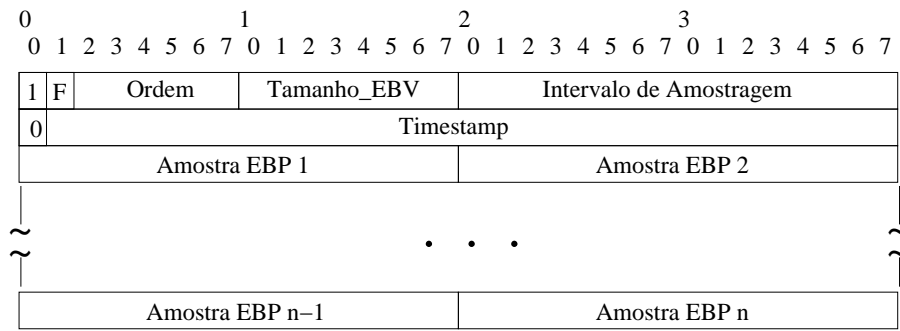 0 1 2 3
0 1 2 3 4 5 6 7 0 1 2 3 4 5 6 7 0 1 2 3 4 5 6 7 0 1 2 3 4 5 6 7
1 F Ordem Tamanho_EBV Intervalo de Amostragem
0 Timestamp
Amostra EBP 1 Amostra EBP 2
~ ~
~ . . . ~
Amostra EBP n−1 Amostra EBP n